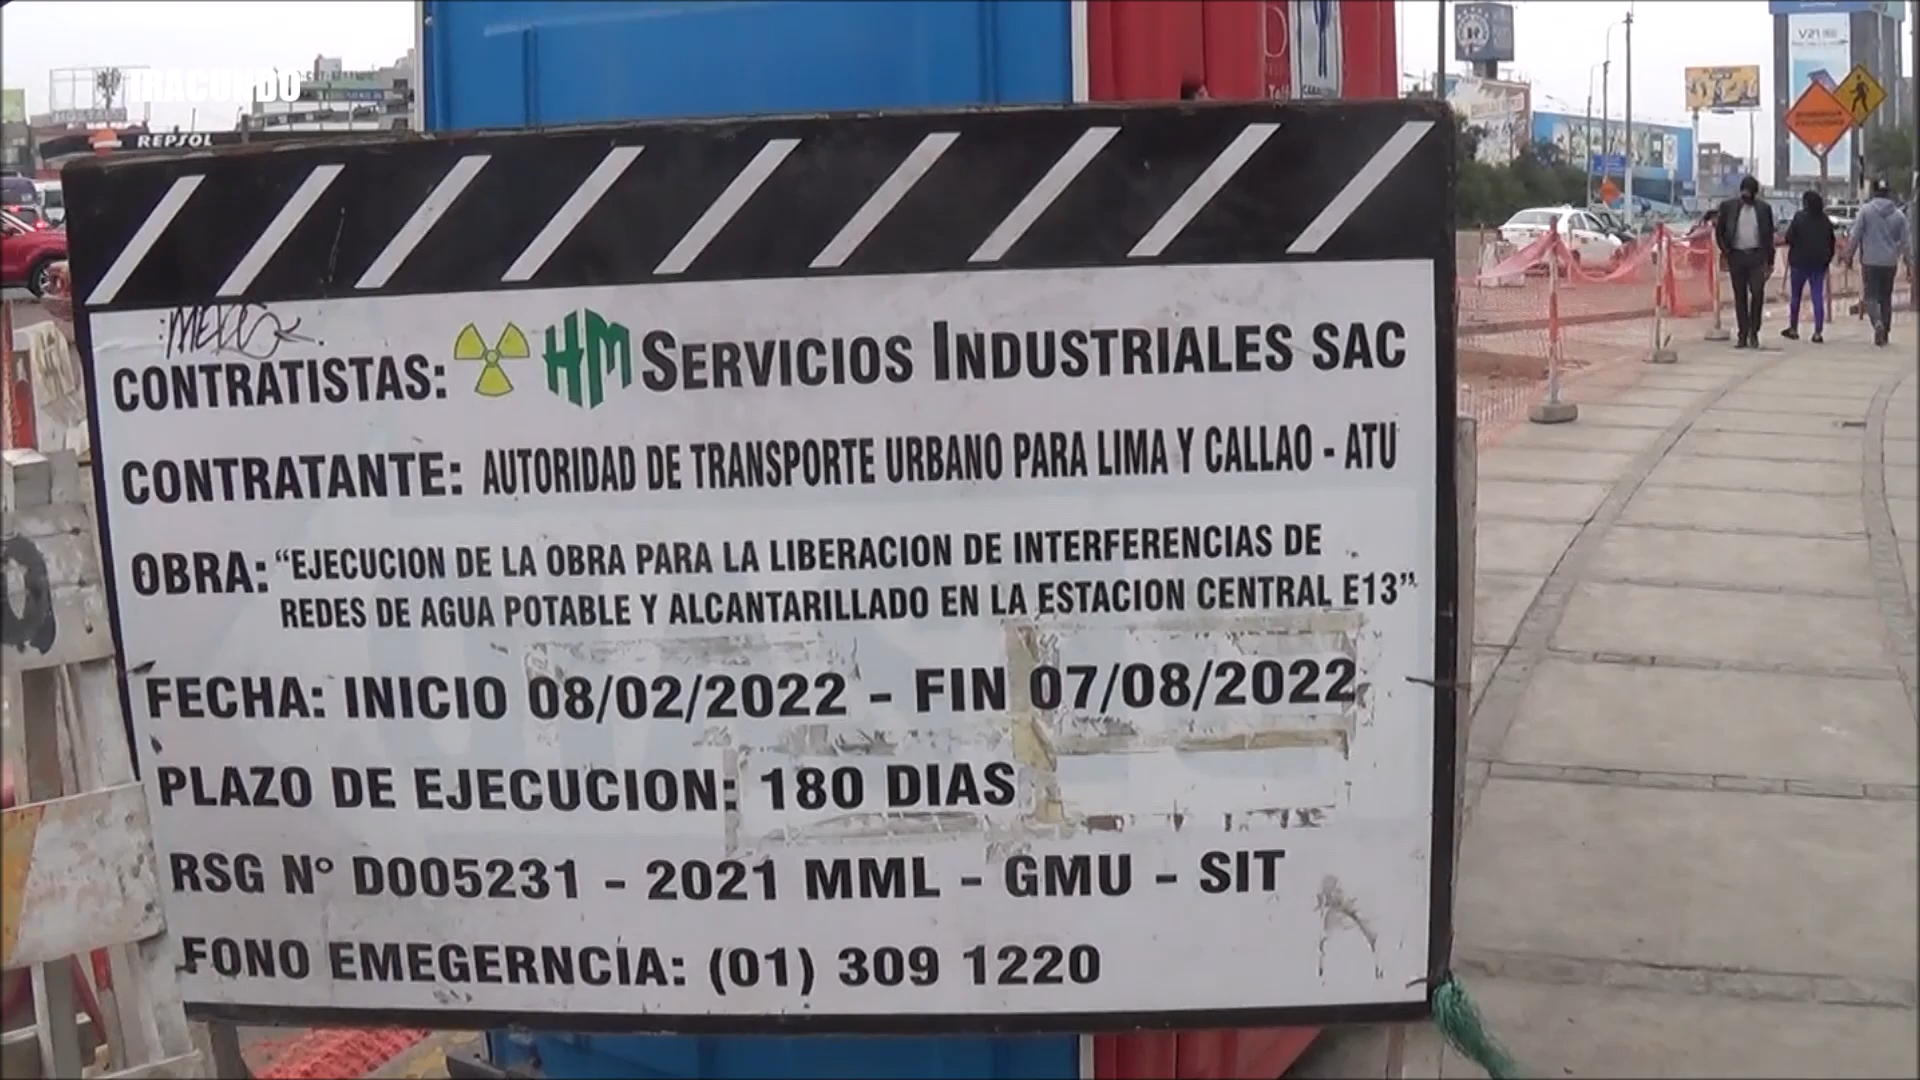 IRACUNDO
REPSOL
V21
CONTRATISTAS: HM SERVICIOS INDUSTRIALES SAC
CONTRATANTE: AUTORIDAD DE TRANSPORTE URBANO PARA LIMA Y CALLAO - ATU
OBRA: “EJECUCION DE LA OBRA PARA LA LIBERACION DE INTERFERENCIAS DE
REDES DE AGUA POTABLE Y ALCANTARILLADO EN LA ESTACION CENTRAL E13”
FECHA: INICIO 08/02/2022 - FIN 07/08/2022
PLAZO DE EJECUCION: 180 DIAS
RSG N° D005231 - 2021 MML - GMU - SIT
FONO EMEGERNCIA: (01) 309 1220